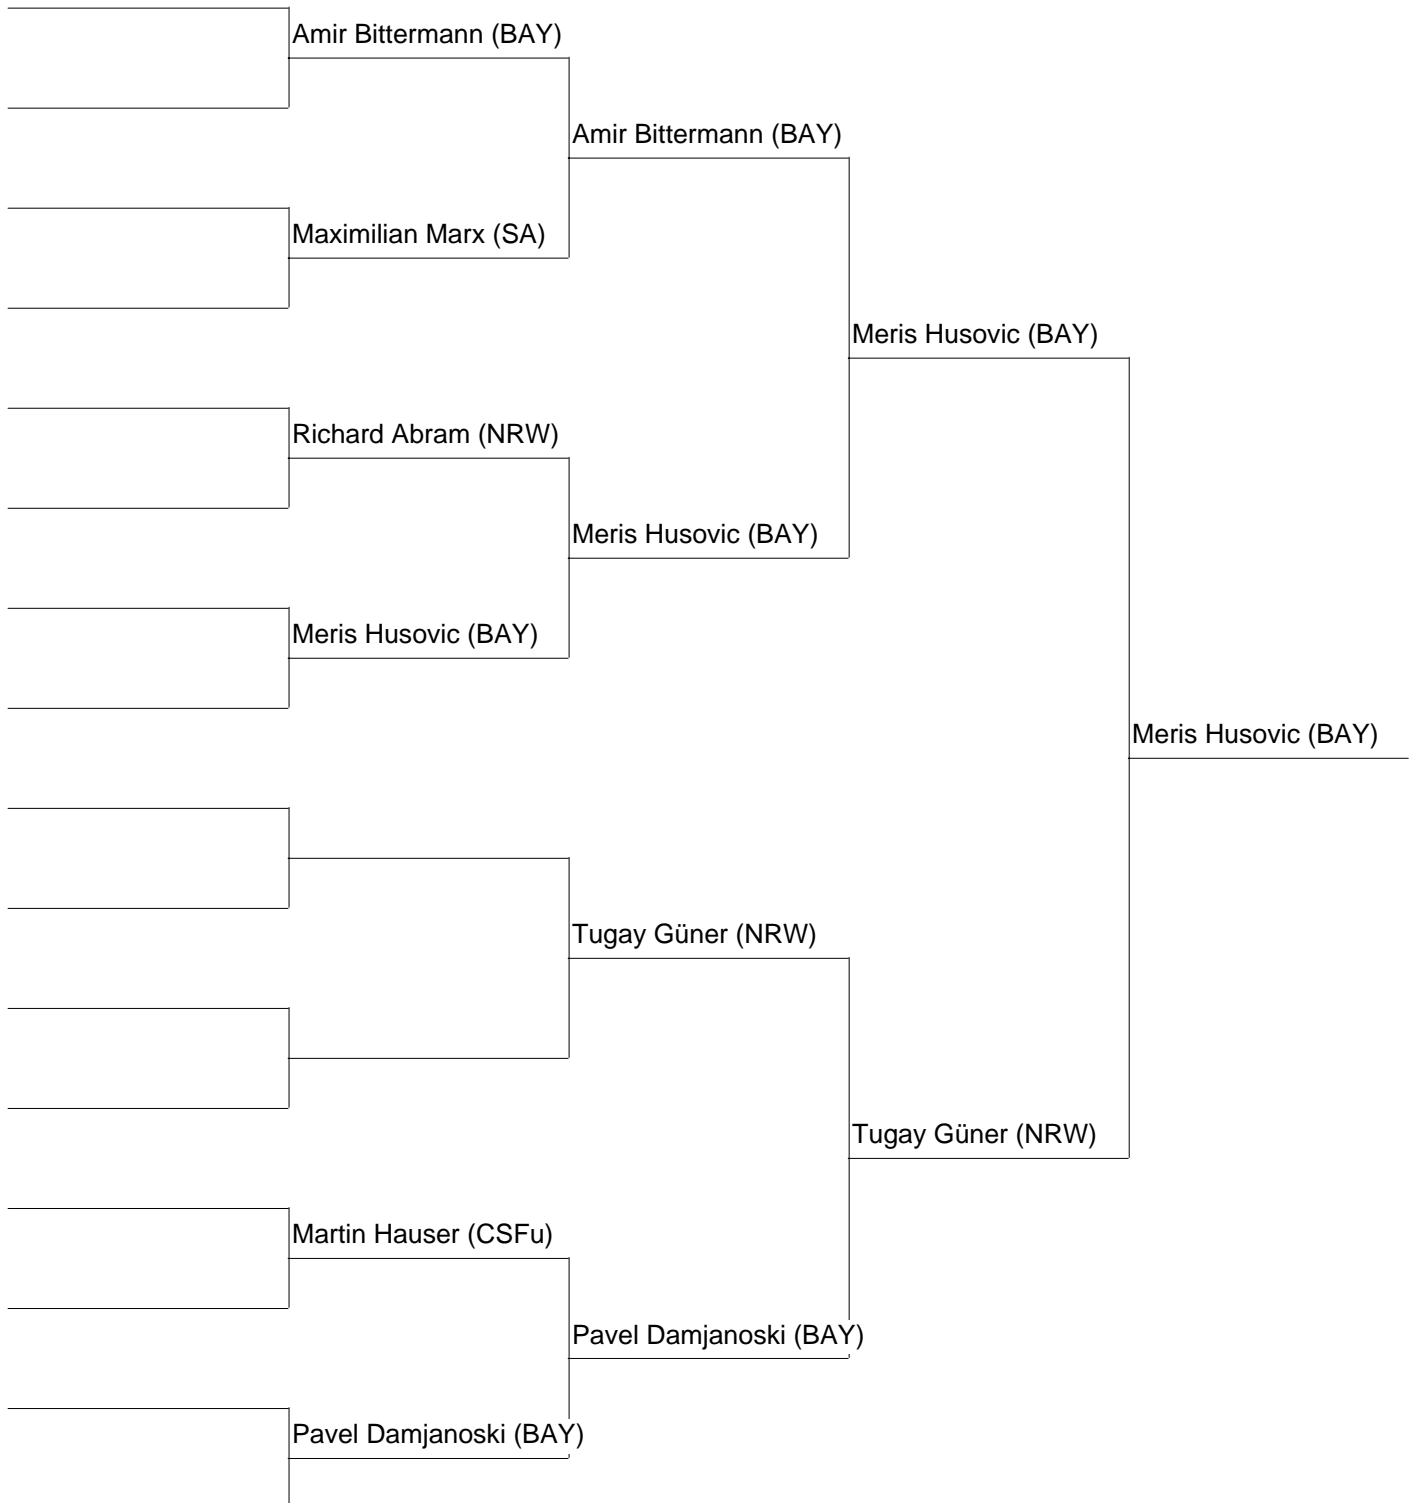 Amir Bittermann (BAY)
Amir Bittermann (BAY)
Maximilian Marx (SA)
Meris Husovic (BAY)
Richard Abram (NRW)
Meris Husovic (BAY)
Meris Husovic (BAY)
Meris Husovic (BAY)
Tugay Güner (NRW)
Tugay Güner (NRW)
Martin Hauser (CSFu)
Pavel Damjanoski (BAY)
Pavel Damjanoski (BAY)